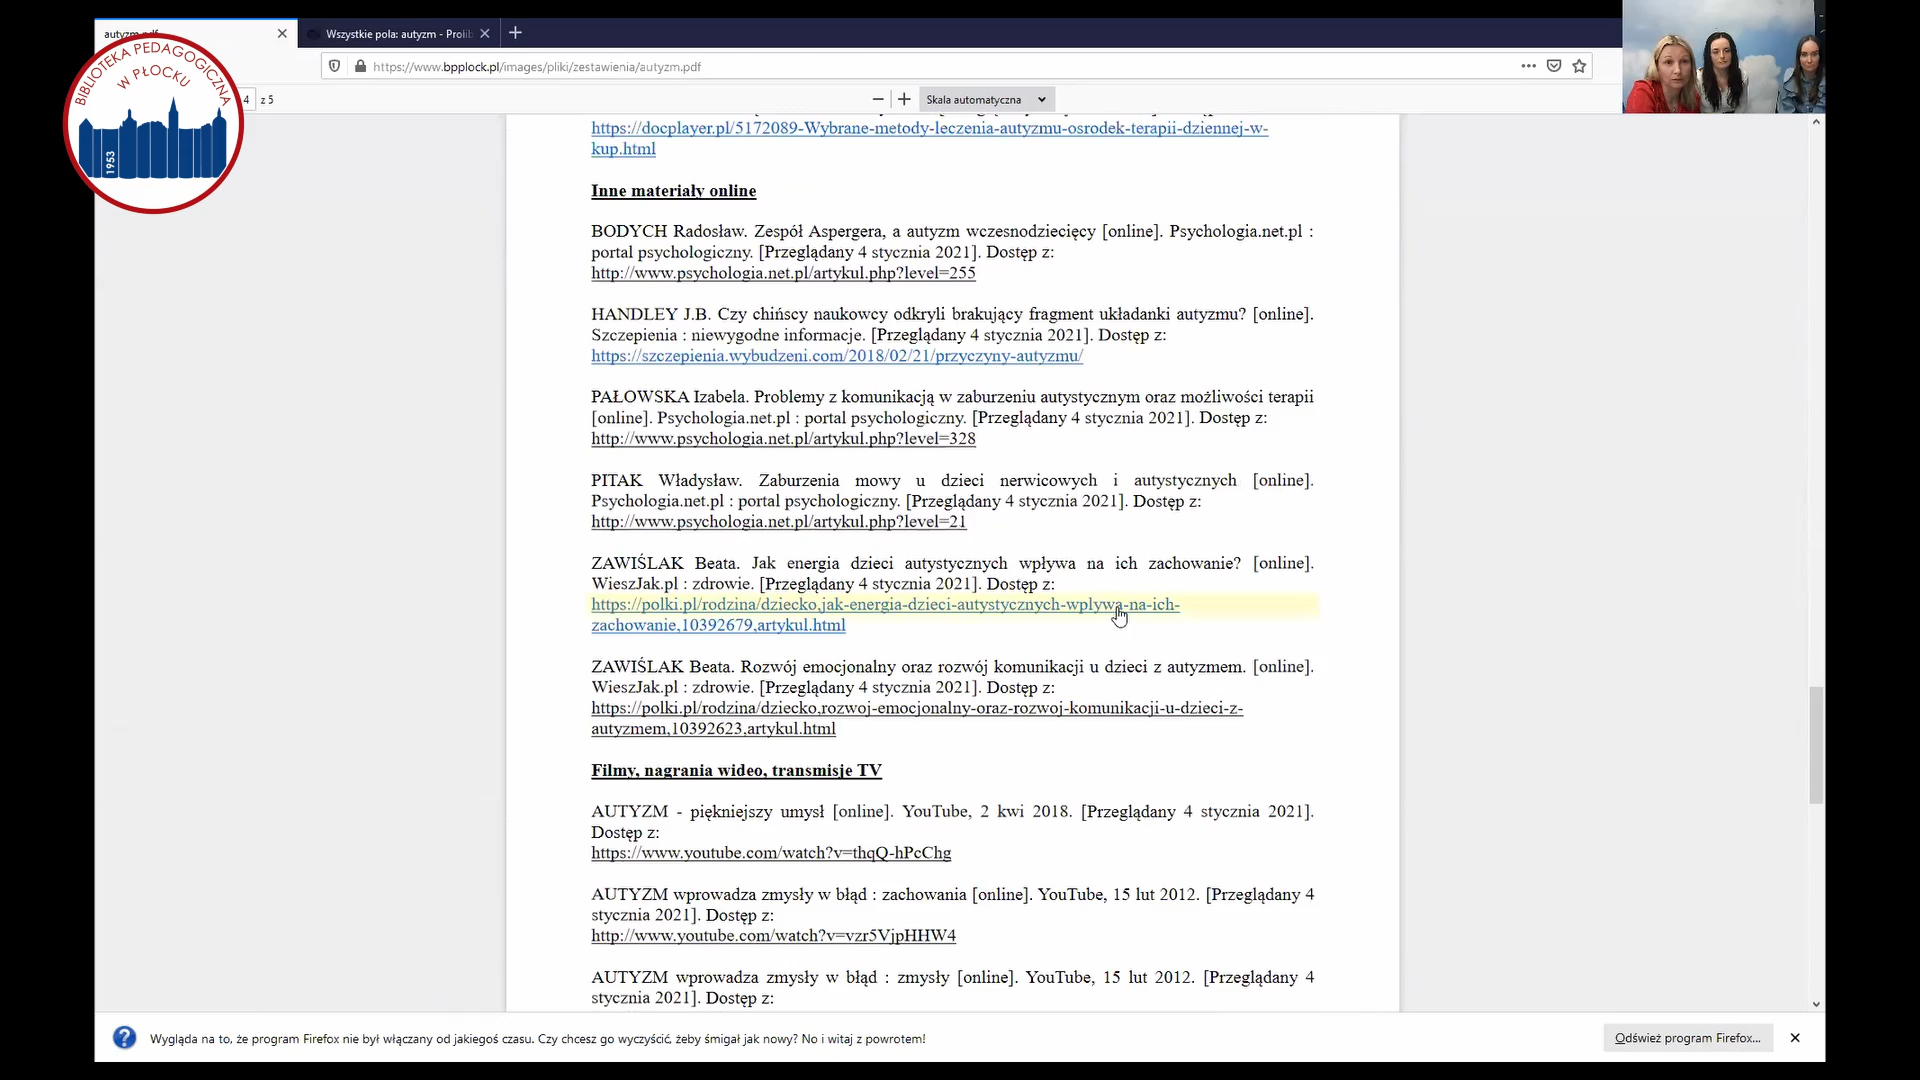 autyzm.pdf
Wszystkie pola: autyzm - Prolib
BIBLIOTEKA PEDAGOGICZNA
W PŁOCKU
1953
https://www.bpplock.pl/images/pliki/zestawienia/autyzm.pdf
4 z 5
Skala automatyczna
https://docplayer.pl/5172089-Wybrane-metody-leczenia-autyzmu-osrodek-terapii-dziennej-w-
kup.html
Inne materiały online
BODYCH Radosław. Zespół Aspergera, a autyzm wczesnodziecięcy [online]. Psychologia.net.pl :
portal psychologiczny. [Przeglądany 4 stycznia 2021]. Dostęp z:
http://www.psychologia.net.pl/artykul.php?level=255
HANDLEY J.B. Czy chińscy naukowcy odkryli brakujący fragment układanki autyzmu? [online].
Szczepienia : niewygodne informacje. [Przeglądany 4 stycznia 2021]. Dostęp z:
https://szczepienia.wybudzeni.com/2018/02/21/przyczyny-autyzmu/
PAŁOWSKA Izabela. Problemy z komunikacją w zaburzeniu autystycznym oraz możliwości terapii
[online]. Psychologia.net.pl : portal psychologiczny. [Przeglądany 4 stycznia 2021]. Dostęp z:
http://www.psychologia.net.pl/artykul.php?level=328
PITAK Władysław. Zaburzenia mowy u dzieci nerwicowych i autystycznych [online].
Psychologia.net.pl : portal psychologiczny. [Przeglądany 4 stycznia 2021]. Dostęp z:
http://www.psychologia.net.pl/artykul.php?level=21
ZAWIŚLAK Beata. Jak energia dzieci autystycznych wpływa na ich zachowanie? [online].
WieszJak.pl : zdrowie. [Przeglądany 4 stycznia 2021]. Dostęp z:
https://polki.pl/rodzina/dziecko,jak-energia-dzieci-autystycznych-wplywa-na-ich-
zachowanie,10392679,artykul.html
ZAWIŚLAK Beata. Rozwój emocjonalny oraz rozwój komunikacji u dzieci z autyzmem. [online].
WieszJak.pl : zdrowie. [Przeglądany 4 stycznia 2021]. Dostęp z:
https://polki.pl/rodzina/dziecko,rozwoj-emocjonalny-oraz-rozwoj-komunikacji-u-dzieci-z-
autyzmem,10392623,artykul.html
Filmy, nagrania wideo, transmisje TV
AUTYZM - piękniejszy umysł [online]. YouTube, 2 kwi 2018. [Przeglądany 4 stycznia 2021].
Dostęp z:
https://www.youtube.com/watch?v=thqQ-hPcChg
AUTYZM wprowadza zmysły w błąd : zachowania [online]. YouTube, 15 lut 2012. [Przeglądany 4
stycznia 2021]. Dostęp z:
http://www.youtube.com/watch?v=vzr5VjpHHW4
AUTYZM wprowadza zmysły w błąd : zmysły [online]. YouTube, 15 lut 2012. [Przeglądany 4
stycznia 2021]. Dostęp z:
Wygląda na to, że program Firefox nie był włączany od jakiegoś czasu. Czy chcesz go wyczyścić, żeby śmigał jak nowy? No i witaj z powrotem!
Odśwież program Firefox...